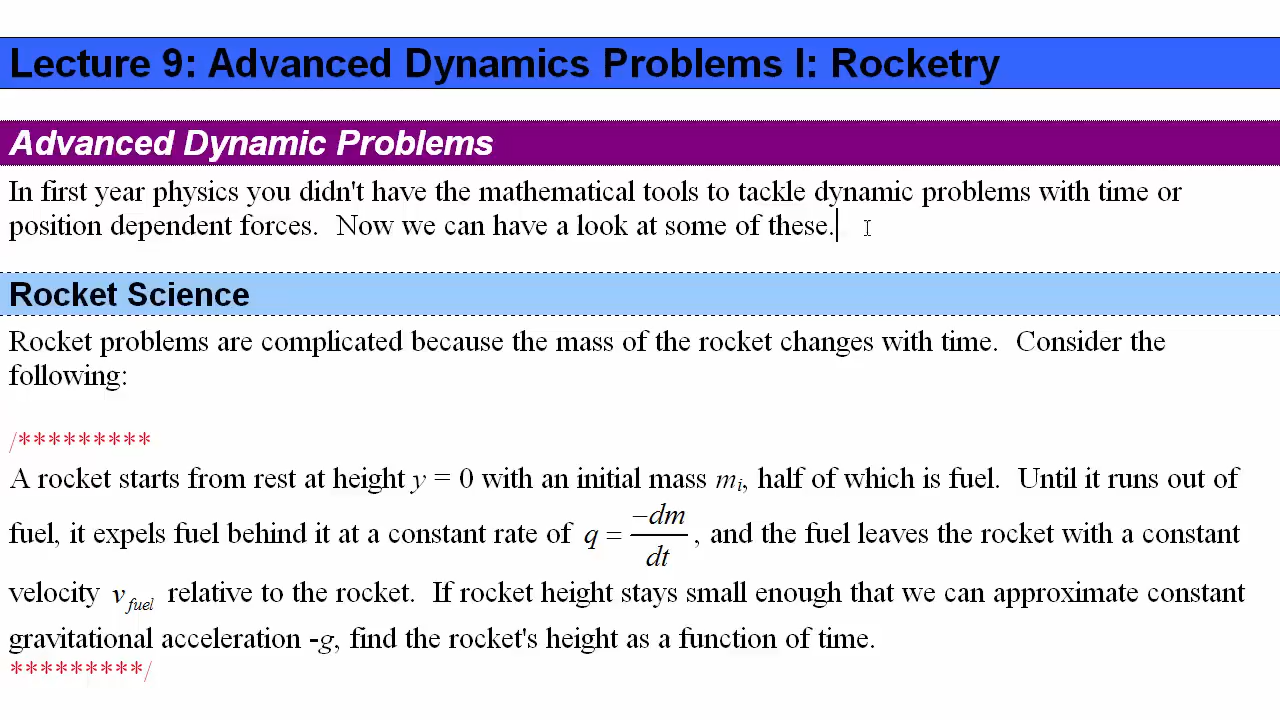 Lecture 9: Advanced Dynamics Problems I: Rocketry
Advanced Dynamic Problems
In first year physics you didn't have the mathematical tools to tackle dynamic problems with time or
position dependent forces.  Now we can have a look at some of these.
Rocket Science
Rocket problems are complicated because the mass of the rocket changes with time.  Consider the
following:
/*********
A rocket starts from rest at height y = 0 with an initial mass mᵢ, half of which is fuel.  Until it runs out of
fuel, it expels fuel behind it at a constant rate of q = −dm/dt, and the fuel leaves the rocket with a constant
velocity v_fuel relative to the rocket.  If rocket height stays small enough that we can approximate constant
gravitational acceleration -g, find the rocket's height as a function of time.
*********/